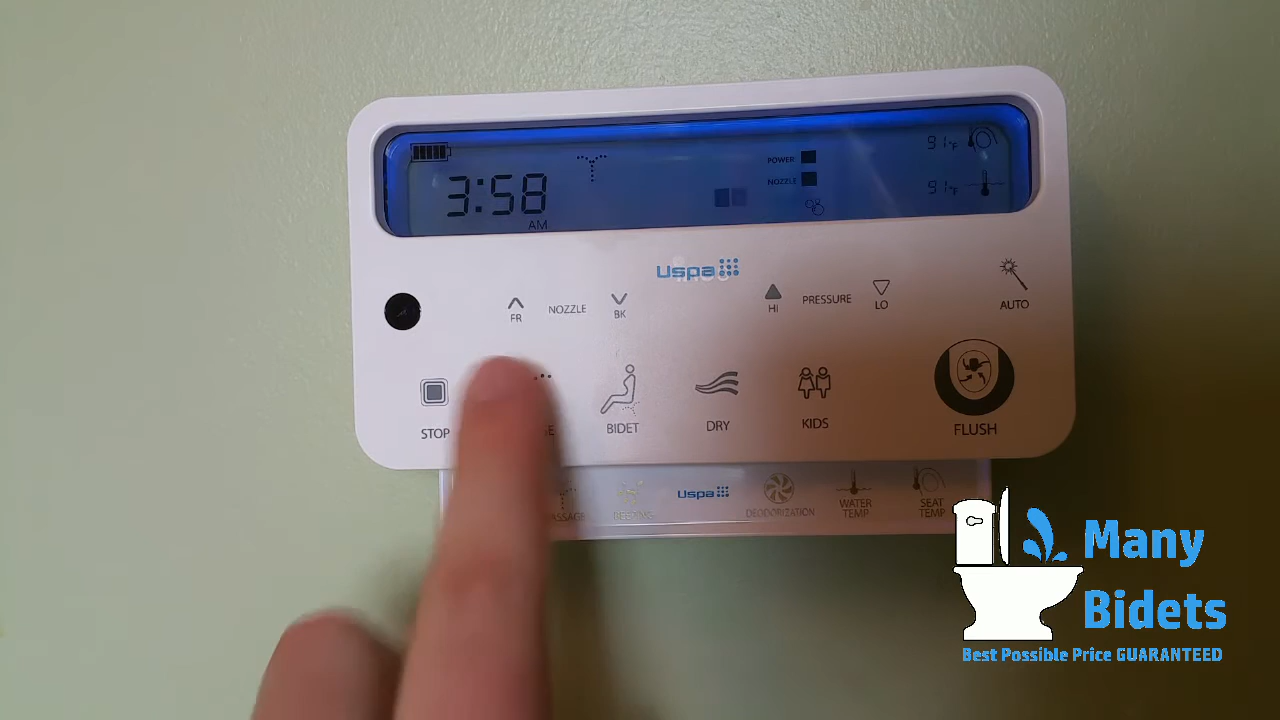 3:58
AM
POWER
NOZZLE
91°F
91°F
Uspa
FR NOZZLE BK
HI PRESSURE LO
AUTO
STOP
BIDET
DRY
KIDS
FLUSH
Uspa
DEODORIZATION
WATER
TEMP
SEAT
TEMP
Many
Bidets
Best Possible Price GUARANTEED